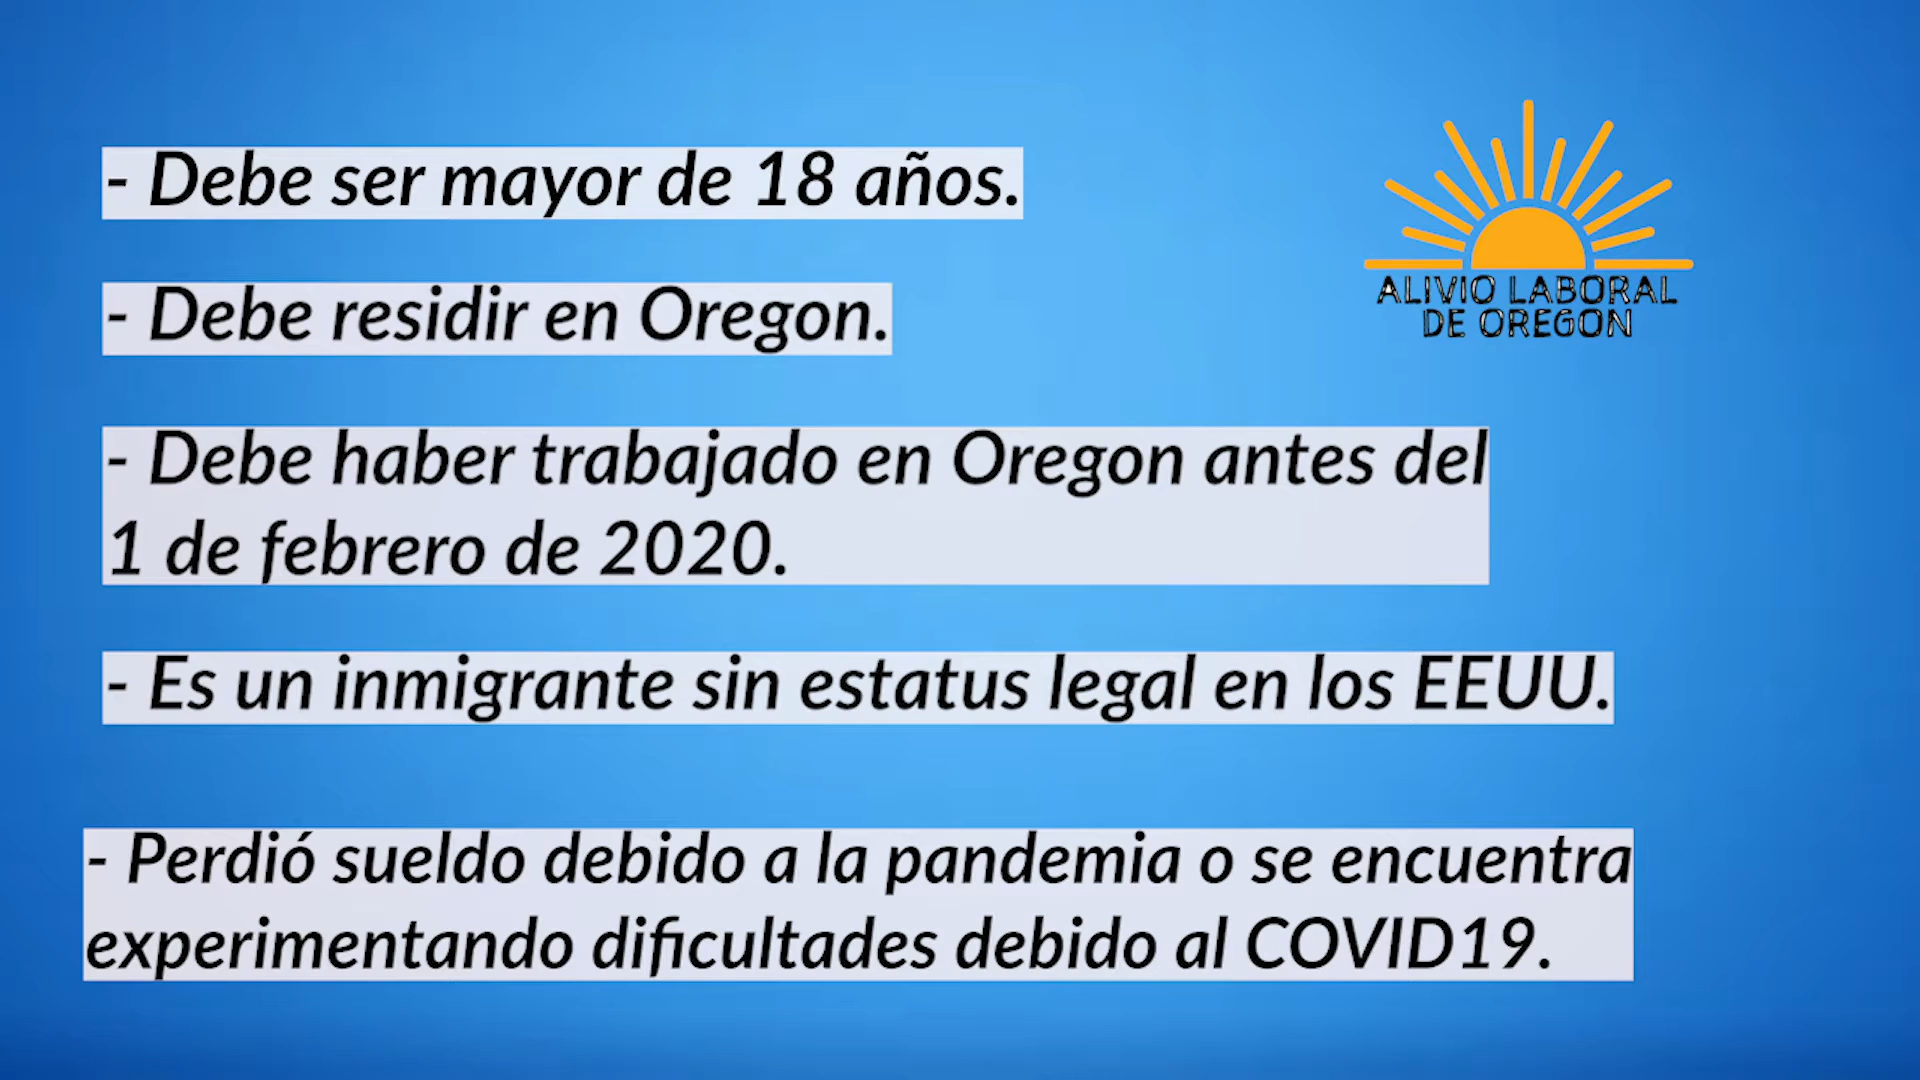 - Debe ser mayor de 18 años.
ALIVIO LABORAL
DE OREGON
- Debe residir en Oregon.
- Debe haber trabajado en Oregon antes del
1 de febrero de 2020.
- Es un inmigrante sin estatus legal en los EEUU.
- Perdió sueldo debido a la pandemia o se encuentra
experimentando dificultades debido al COVID19.